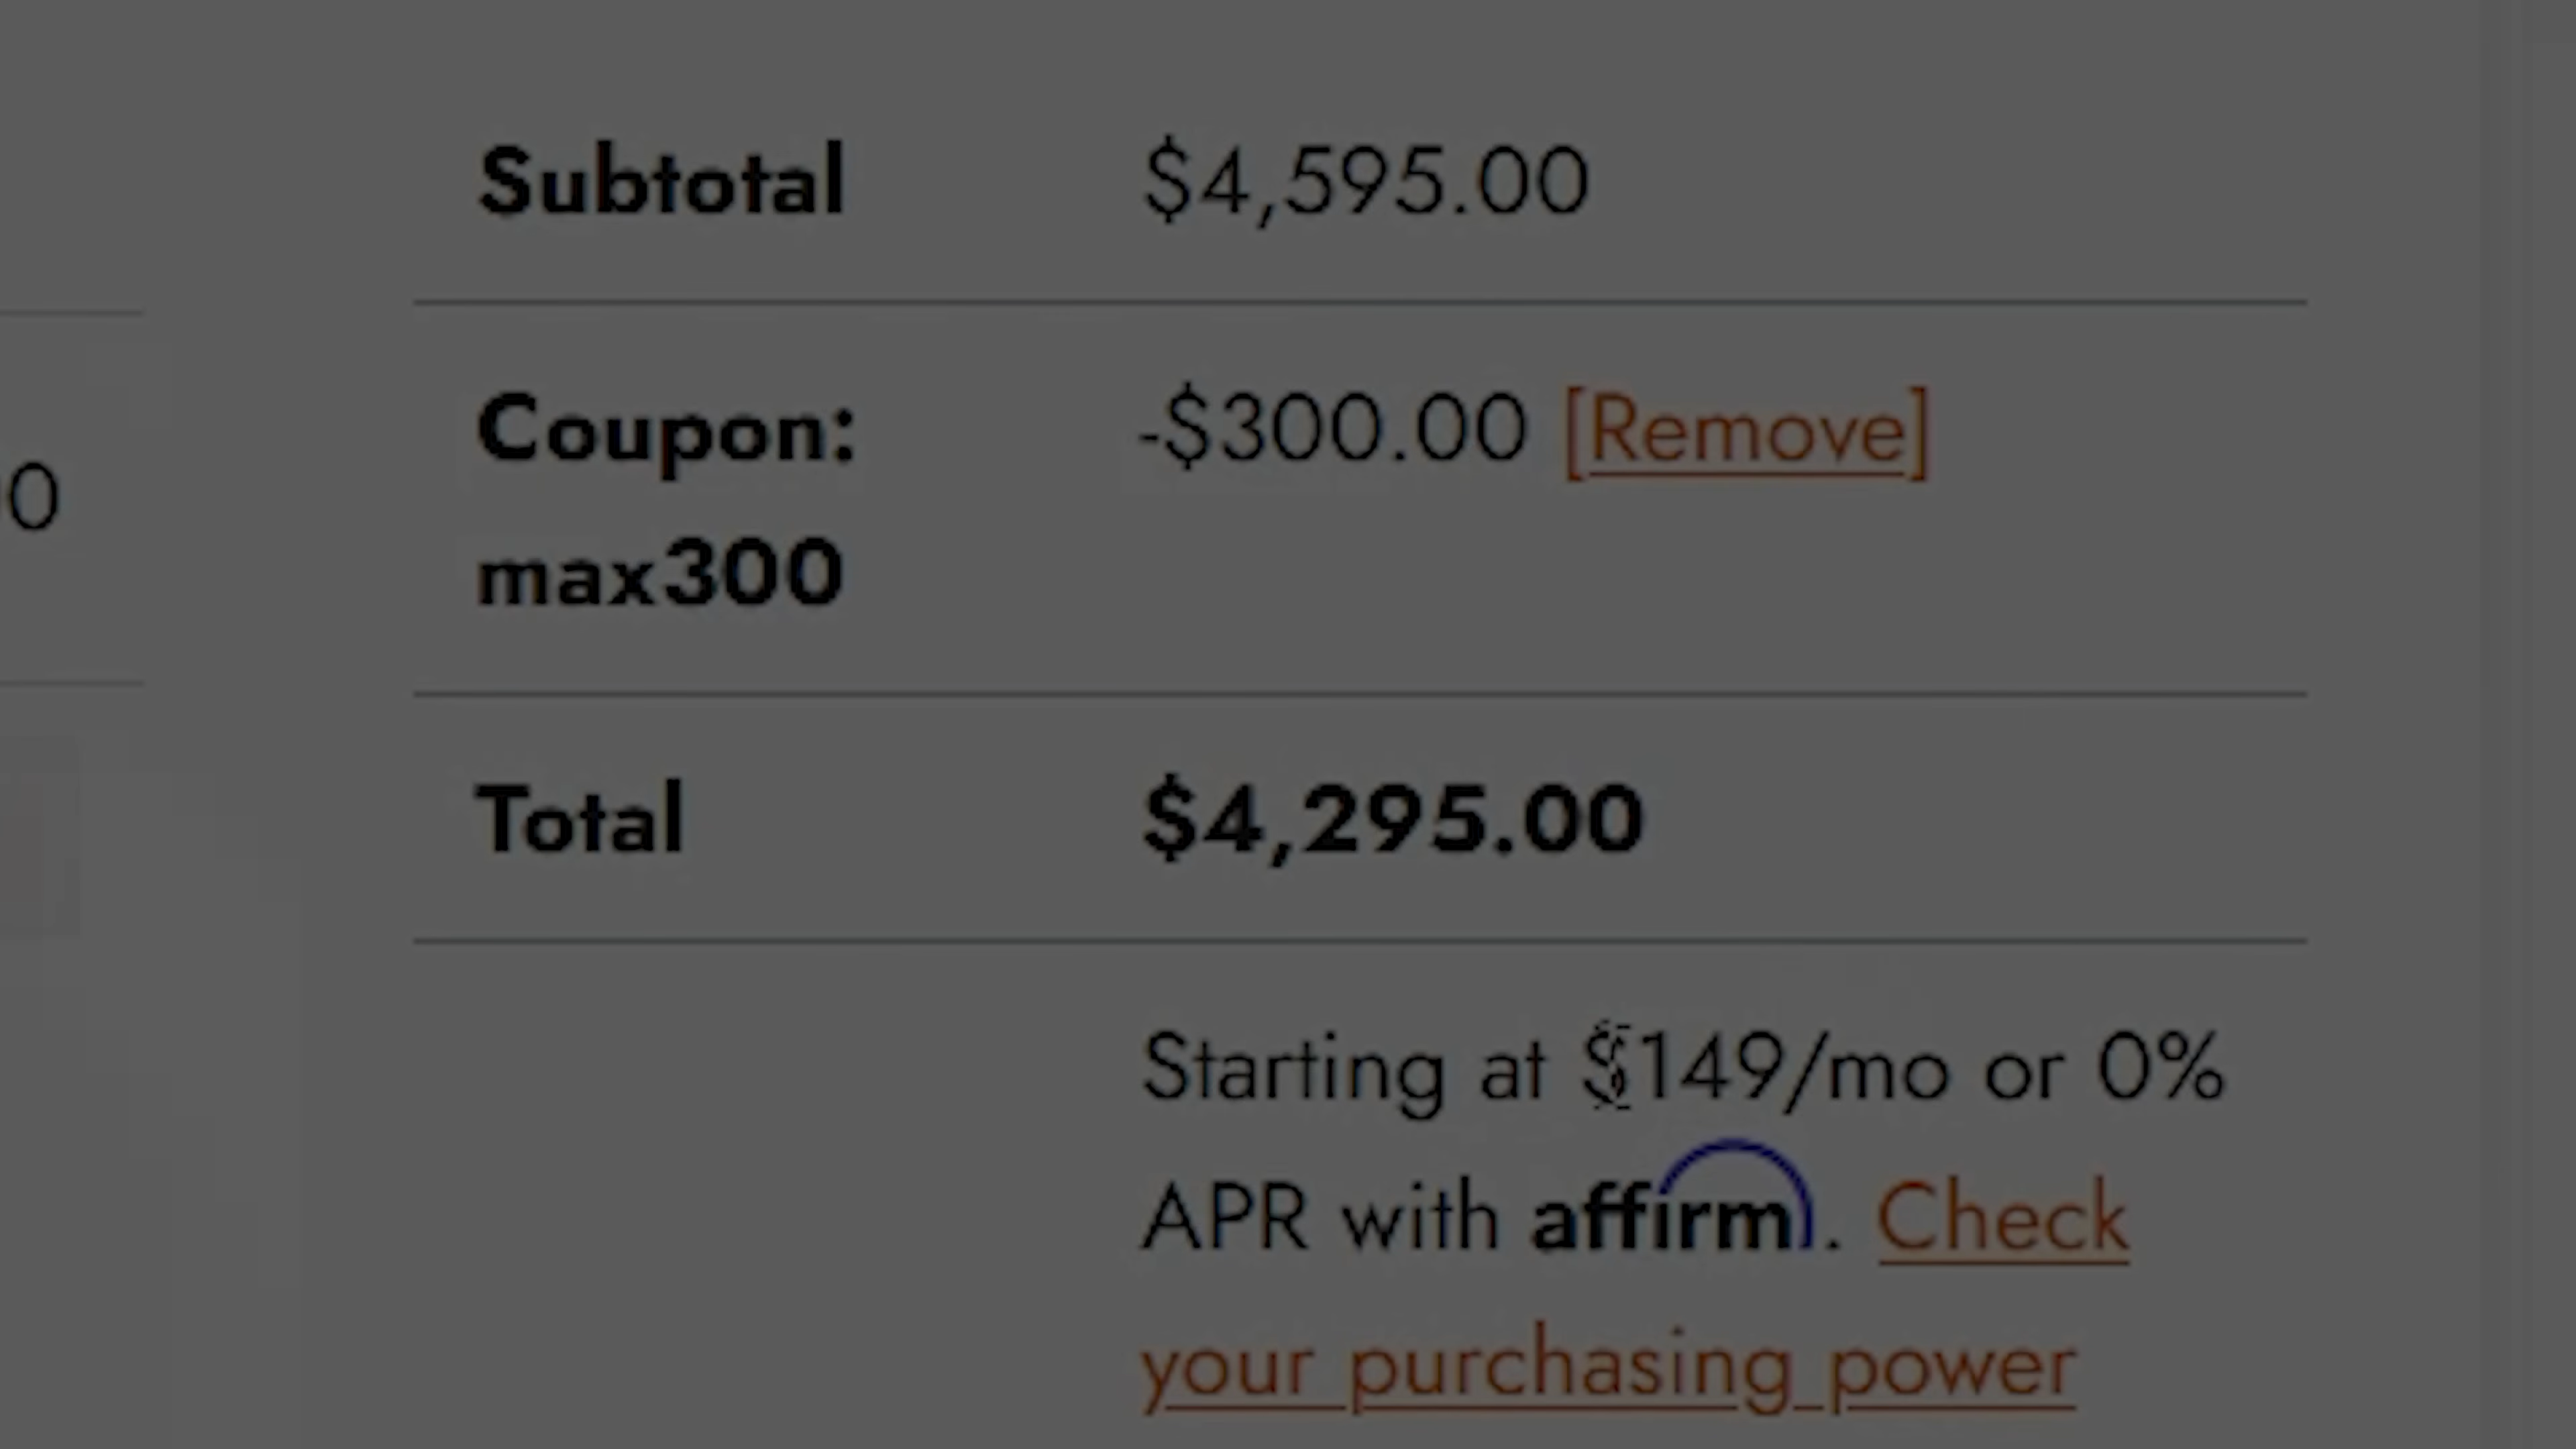 Subtotal $4,595.00
00
Coupon: -$300.00 [Remove]
max300
Total $4,295.00
Starting at $149/mo or 0%
APR with affirm. Check
your purchasing power